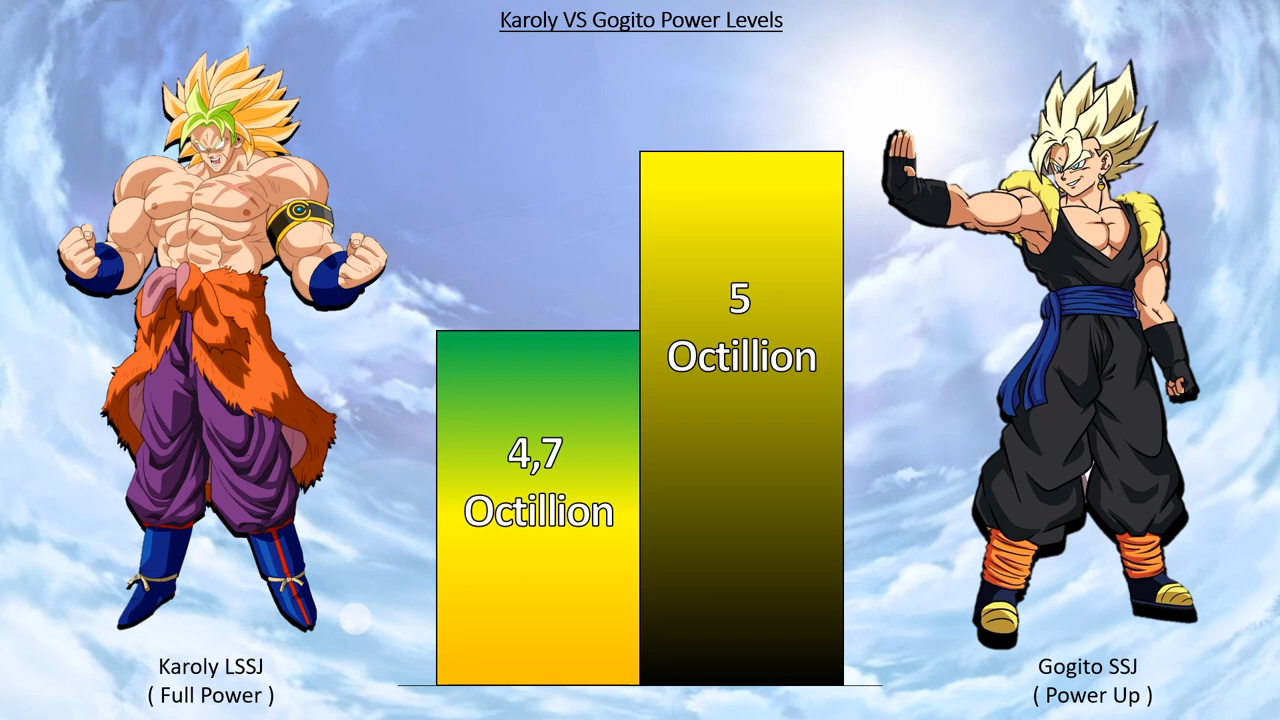 Karoly VS Gogito Power Levels
5
Octillion
4,7
Octillion
Karoly LSSJ
( Full Power )
Gogito SSJ
( Power Up )